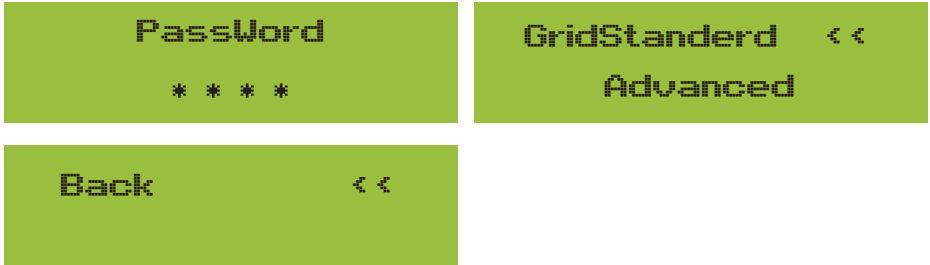 PassWord
* * * *
GridStanderd <<
Advanced
Back <<